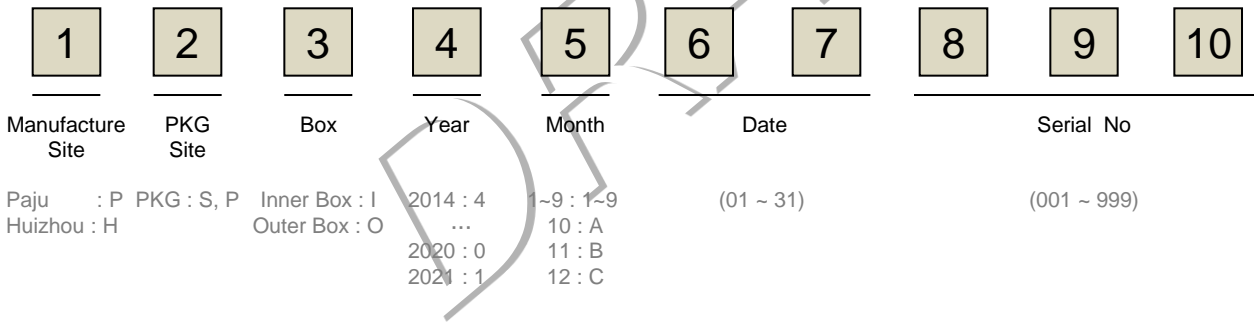 1 2 3 4 5 6 7 8 9 10
Manufacture Site PKG Site Box Year Month Date Serial No
Paju : P PKG : S, P Inner Box : I 2014 : 4 1~9 : 1~9 (01 ~ 31) (001 ~ 999)
Huizhou : H Outer Box : O ... 10 : A
2020 : 0 11 : B
2021 : 1 12 : C